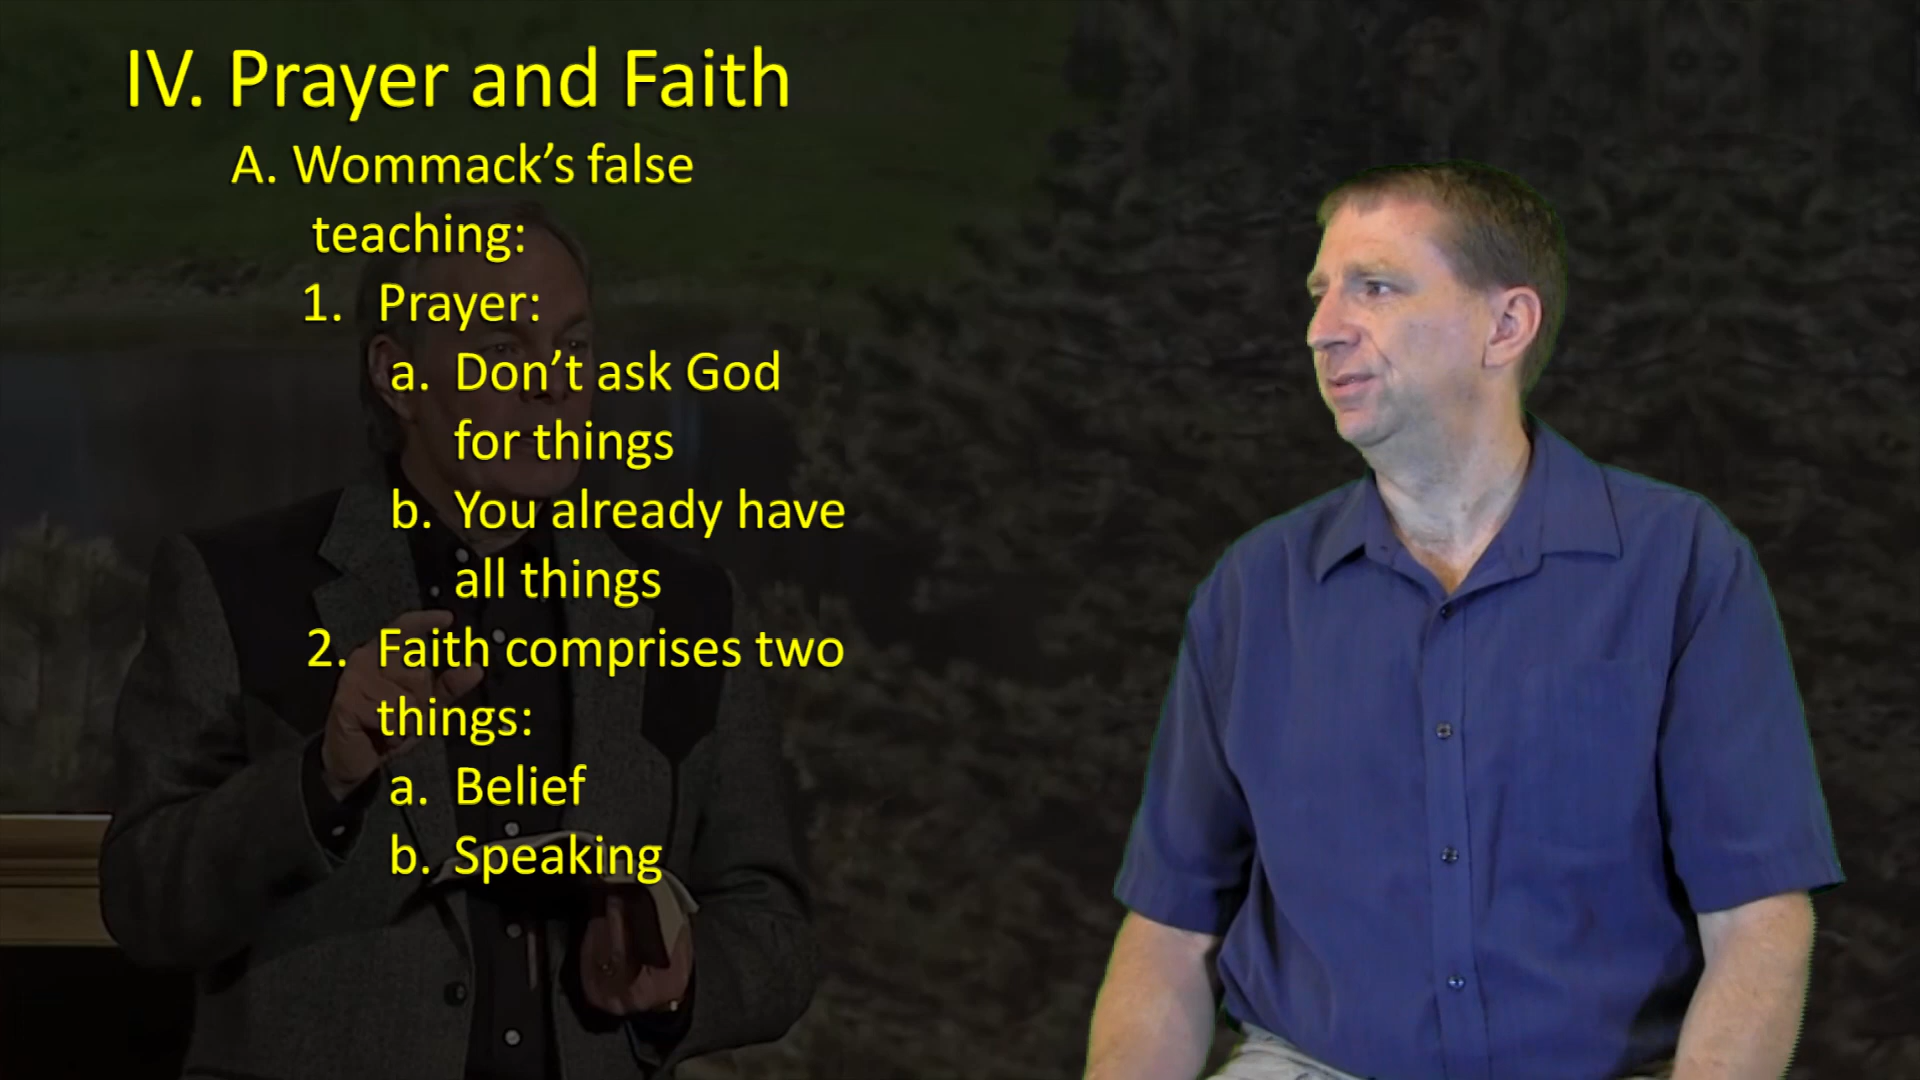 IV. Prayer and Faith
A. Wommack's false
teaching:
1. Prayer:
a. Don't ask God
for things
b. You already have
all things
2. Faith comprises two
things:
a. Belief
b. Speaking